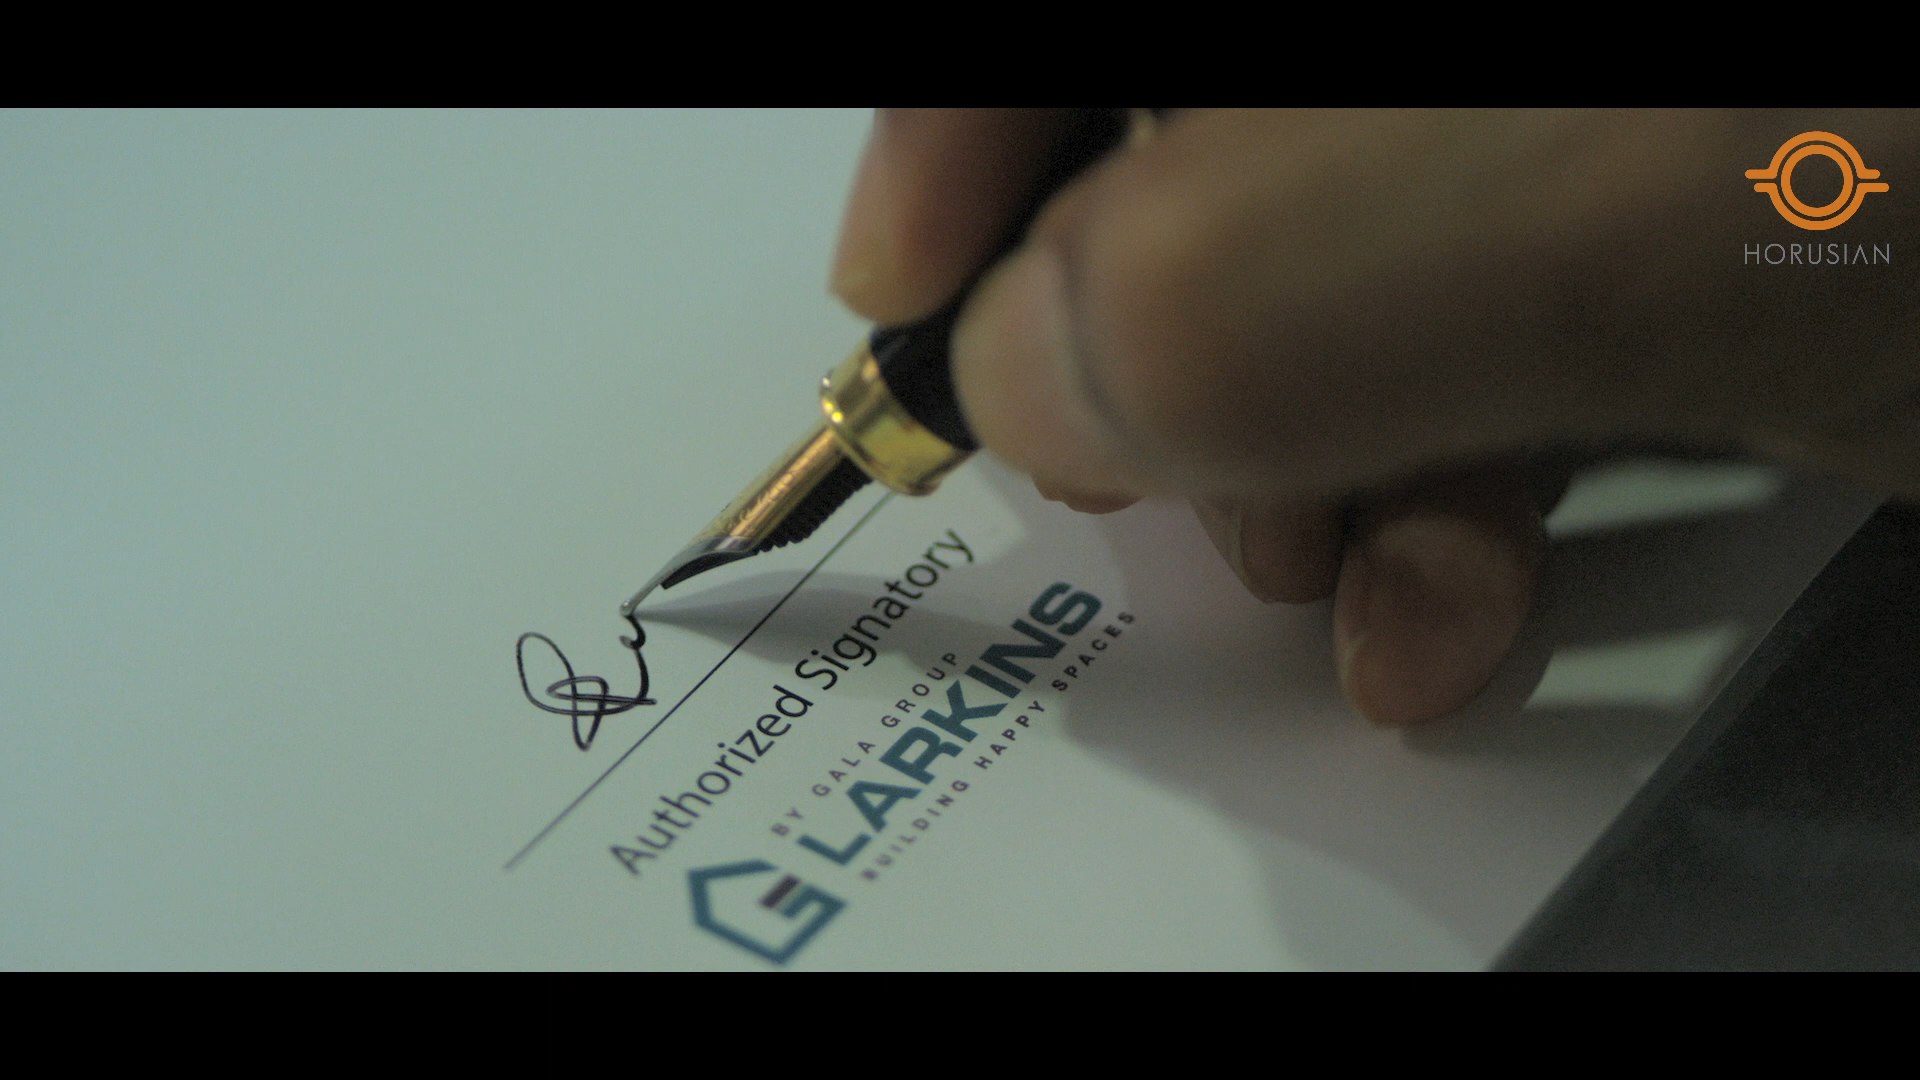 HORUSIAN
Authorized Signatory
BY GALA GROUP
LARKINS
BUILDING HAPPY SPACES